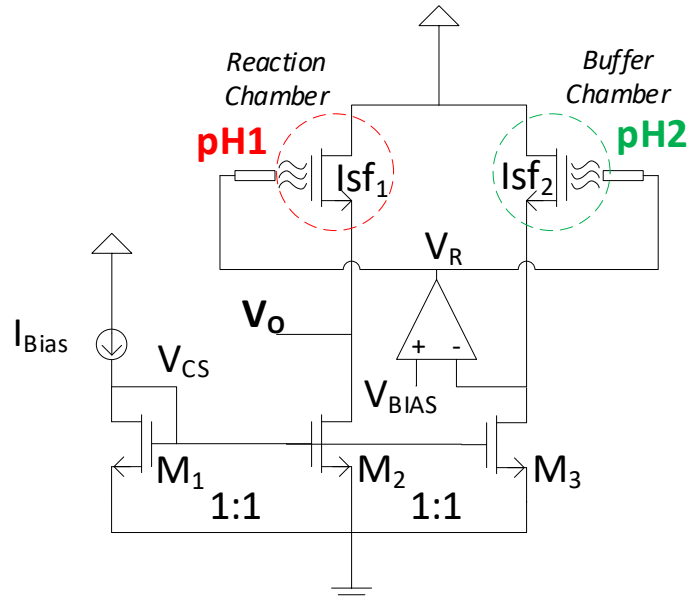 Reaction
Chamber
Buffer
Chamber
pH1
pH2
Isf1
Isf2
VR
VO
IBias
VCS
+ -
VBIAS
M1
M2
M3
1:1
1:1